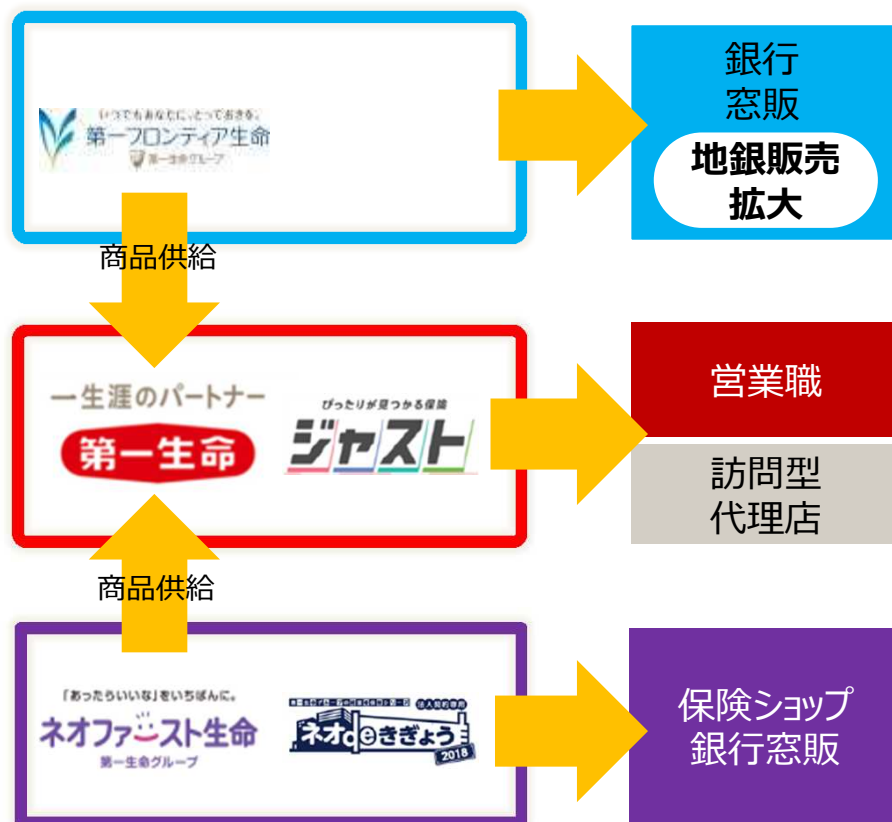 いつでもあなたに、とっておきを。
第一フロンティア生命
第一生命グループ
銀行
窓販
地銀販売
拡大
商品供給
一生涯のパートナー
第一生命
ぴったりが見つかる保険
ジャスト
営業職
訪問型
代理店
商品供給
「あったらいいな」をいちばんに。
ネオファースト生命
第一生命グループ
ネオdeきぎょう
2018
保険ショップ
銀行窓販